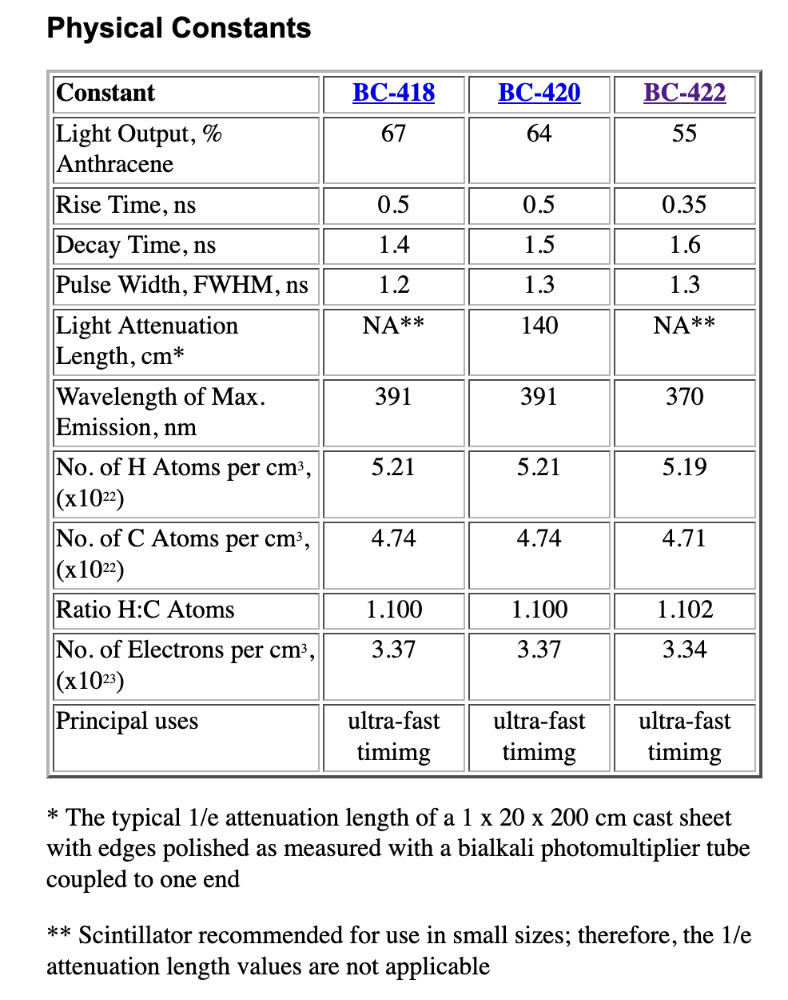 Physical Constants
Constant BC-418 BC-420 BC-422
Light Output, % 67 64 55
Anthracene
Rise Time, ns 0.5 0.5 0.35
Decay Time, ns 1.4 1.5 1.6
Pulse Width, FWHM, ns 1.2 1.3 1.3
Light Attenuation NA** 140 NA**
Length, cm*
Wavelength of Max. 391 391 370
Emission, nm
No. of H Atoms per cm³, 5.21 5.21 5.19
(x10²²)
No. of C Atoms per cm³, 4.74 4.74 4.71
(x10²²)
Ratio H:C Atoms 1.100 1.100 1.102
No. of Electrons per cm³, 3.37 3.37 3.34
(x10²³)
Principal uses ultra-fast ultra-fast ultra-fast
timimg timimg timimg
* The typical 1/e attenuation length of a 1 x 20 x 200 cm cast sheet
with edges polished as measured with a bialkali photomultiplier tube
coupled to one end
** Scintillator recommended for use in small sizes; therefore, the 1/e
attenuation length values are not applicable